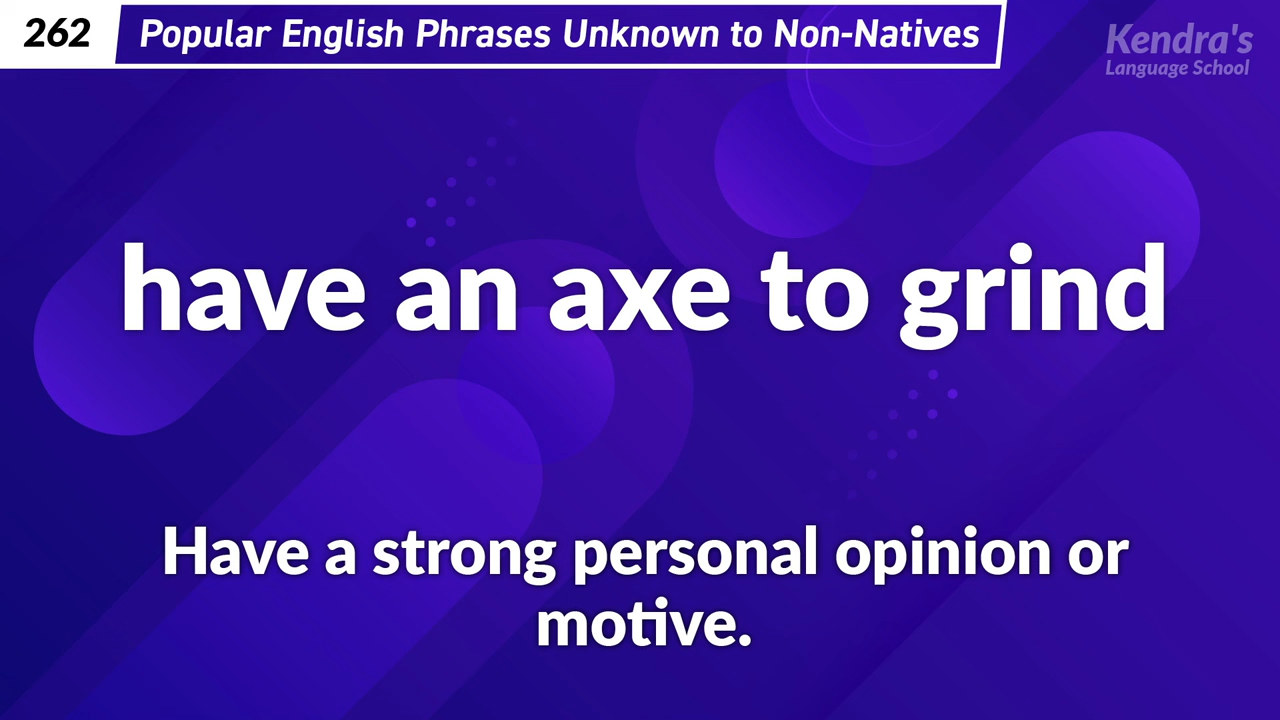 262
Popular English Phrases Unknown to Non-Natives
Kendra's
Language School
have an axe to grind
Have a strong personal opinion or
motive.